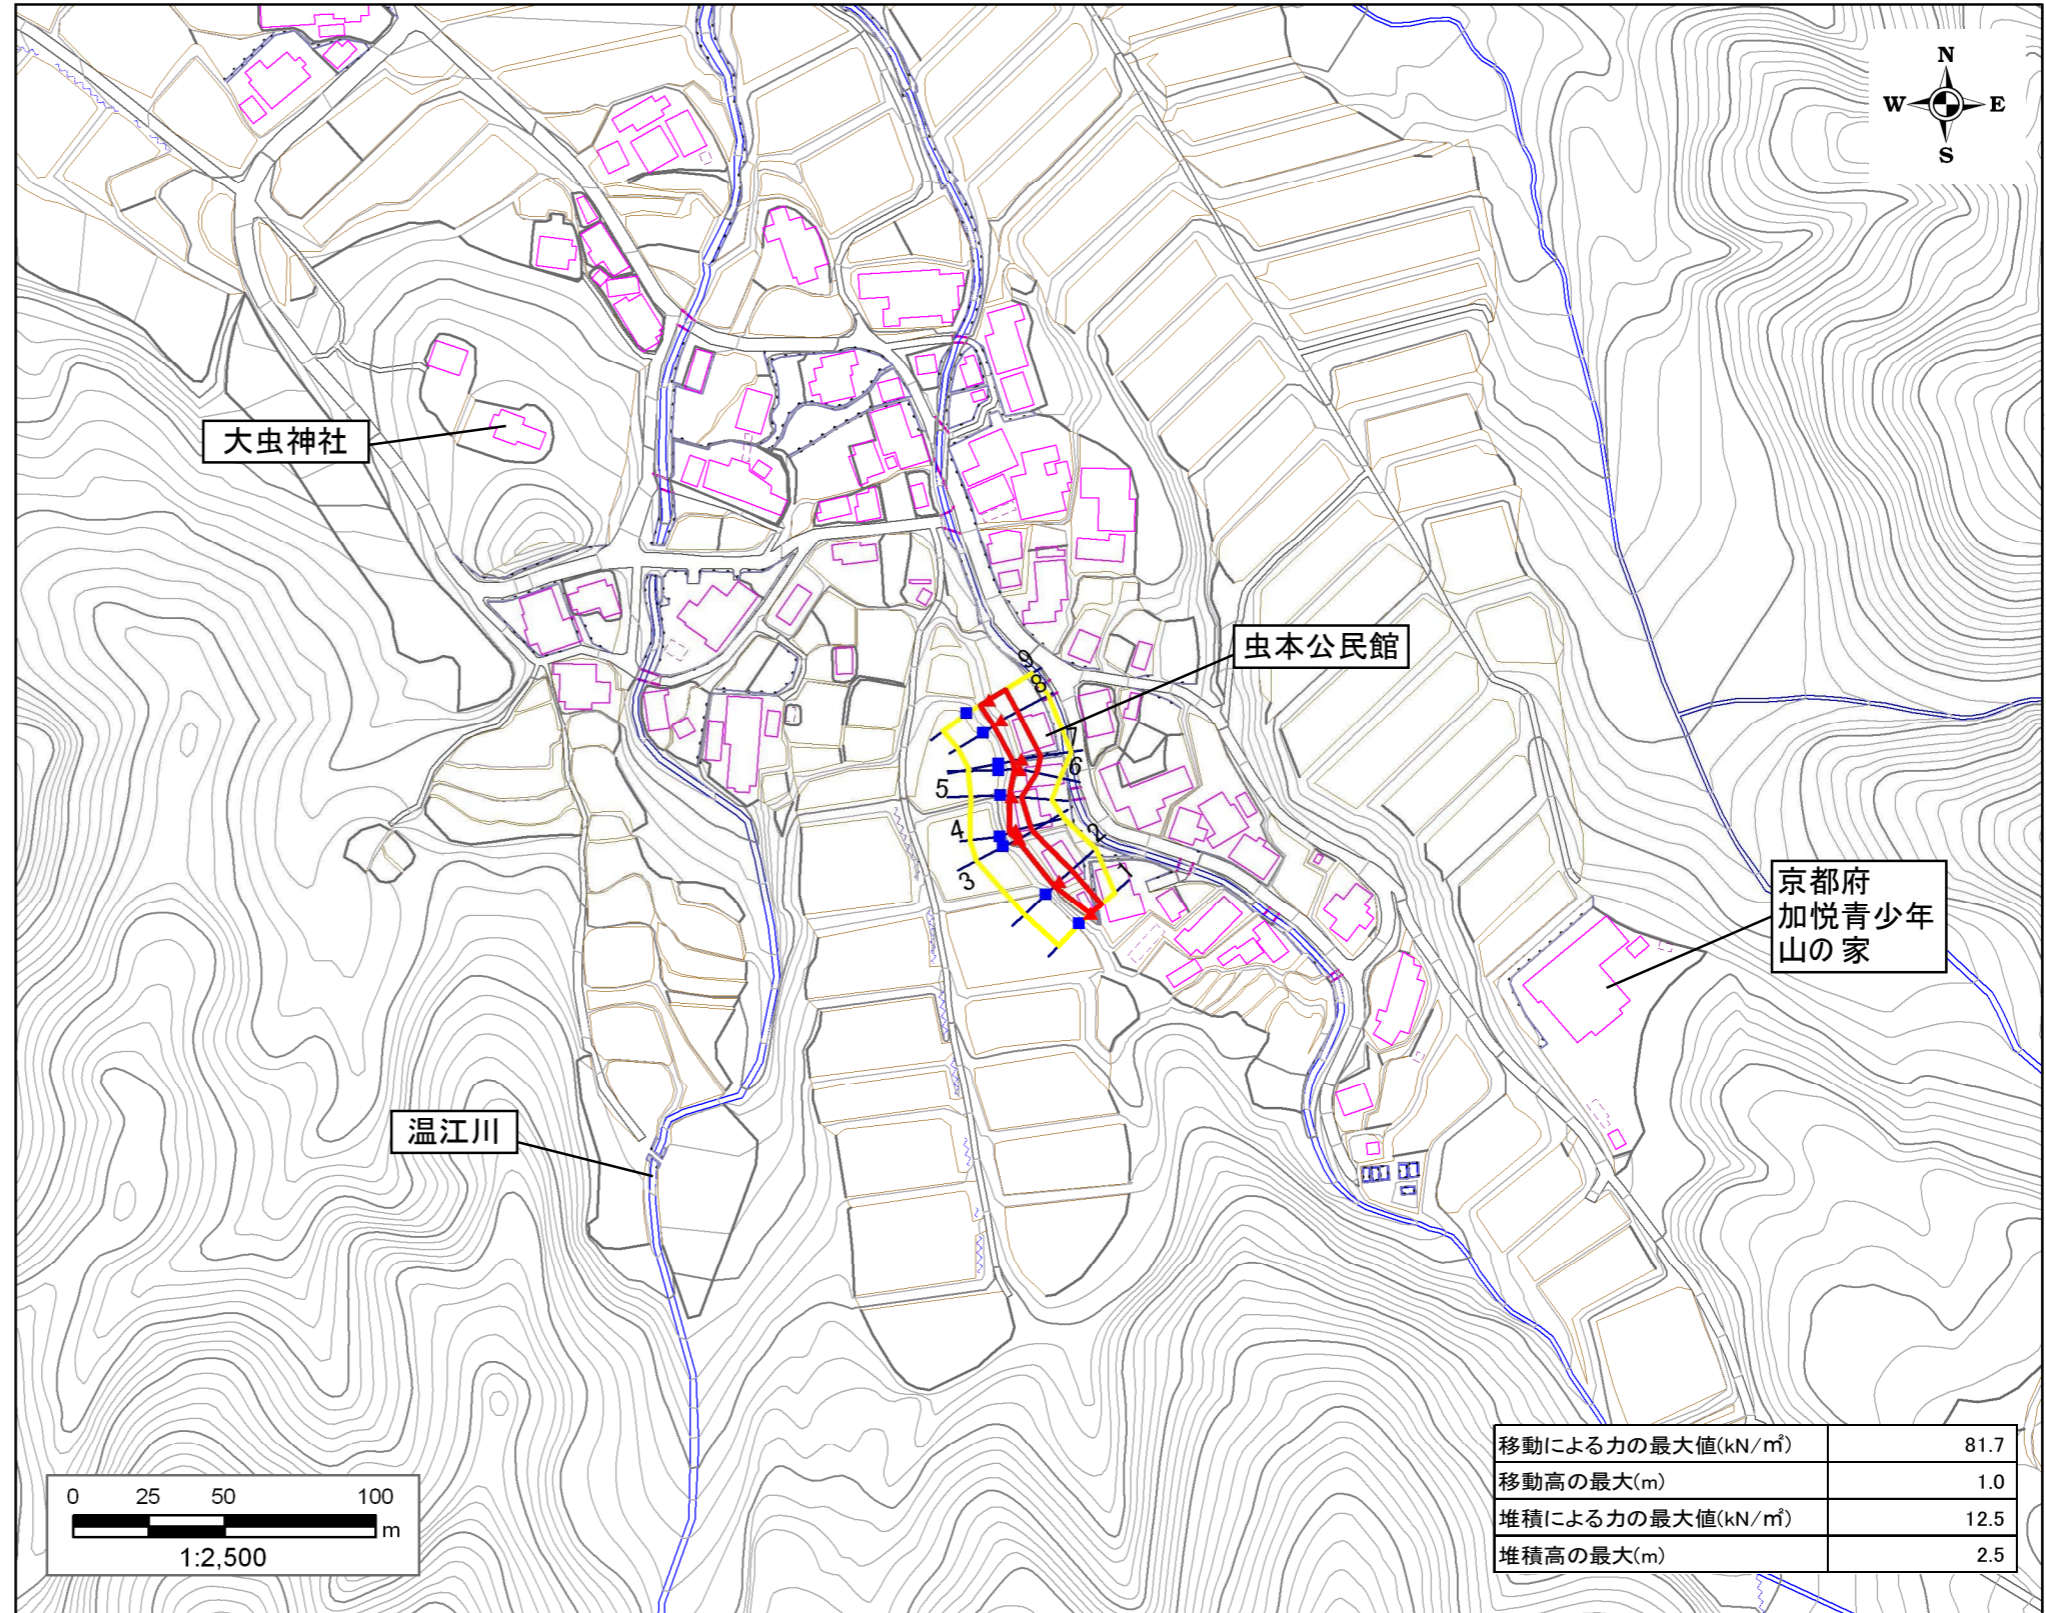 N
W E
S
大虫神社
虫本公民館
9
8
7
6
5
4
3
2
1
京都府
加悦青少年
山の家
温江川
0 25 50 100
m
1:2,500
移動による力の最大値(kN/㎡) 81.7
移動高の最大(m) 1.0
堆積による力の最大値(kN/㎡) 12.5
堆積高の最大(m) 2.5